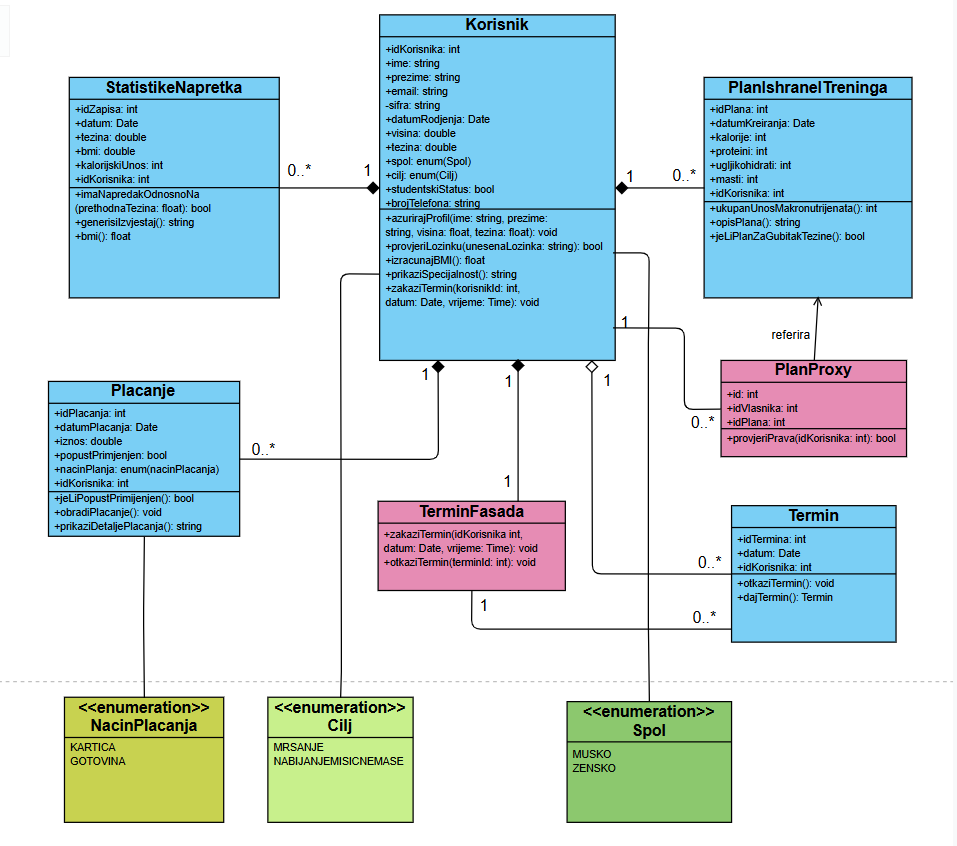 Korisnik
+idKorisnika: int
+ime: string
+prezime: string
+email: string
-sifra: string
+datumRodjenja: Date
+visina: double
+tezina: double
+spol: enum(Spol)
+cilj: enum(Cilj)
+studentskiStatus: bool
+brojTelefona: string
+azurirajProfil(ime: string, prezime:
string, visina: float, tezina: float): void
+provjeriLozinku(unesenaLozinka: string): bool
+izracunajBMI(): float
+prikaziSpecijalnost(): string
+zakaziTermin(korisnikId: int,
datum: Date, vrijeme: Time): void
StatistikeNapretka
+idZapisa: int
+datum: Date
+tezina: double
+bmi: double
+kalorijskiUnos: int
+idKorisnika: int
+imaNapredakOdnosnoNa
(prethodnaTezina: float): bool
+generisiIzvjestaj(): string
+bmi(): float
0..*
1
PlanIshraneITreninga
+idPlana: int
+datumKreiranja: Date
+kalorije: int
+proteini: int
+ugljikohidrati: int
+masti: int
+idKorisnika: int
+ukupanUnosMakronutrijenata(): int
+opisPlana(): string
+jeLiPlanZaGubitakTezine(): bool
1
0..*
referira
PlanProxy
+id: int
+idVlasnika: int
+idPlana: int
+provjeriPrava(idKorisnika: int): bool
1
0..*
Placanje
+idPlacanja: int
+datumPlacanja: Date
+iznos: double
+popustPrimjenjen: bool
+nacinPlanja: enum(nacinPlacanja)
+idKorisnika: int
+jeLiPopustPrimijenjen(): bool
+obradiPlacanje(): void
+prikaziDetaljePlacanja(): string
0..*
1
1
1
1
TerminFasada
+zakaziTermin(idKorisnika int,
datum: Date, vrijeme: Time): void
+otkaziTermin(terminId: int): void
1
0..*
0..*
Termin
+idTermina: int
+datum: Date
+idKorisnika: int
+otkaziTermin(): void
+dajTermin(): Termin
<<enumeration>>
NacinPlacanja
KARTICA
GOTOVINA
<<enumeration>>
Cilj
MRSANJE
NABIJANJEMISICNEMASE
<<enumeration>>
Spol
MUSKO
ZENSKO